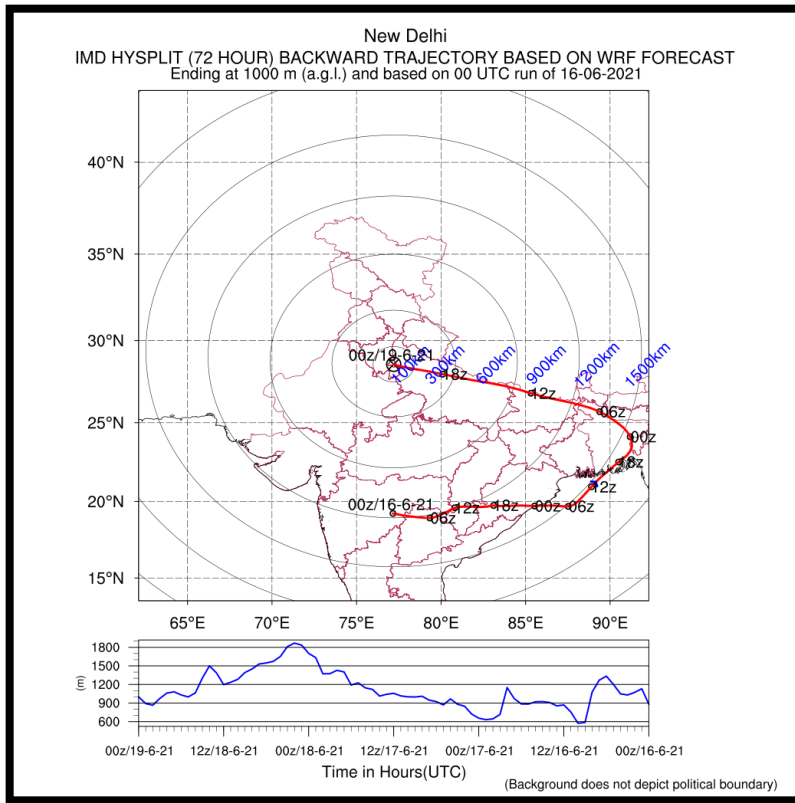 New Delhi
IMD HYSPLIT (72 HOUR) BACKWARD TRAJECTORY BASED ON WRF FORECAST
Ending at 1000 m (a.g.l.) and based on 00 UTC run of 16-06-2021
40°N
35°N
30°N
25°N
20°N
15°N
00z/19-6-21
18z
12z
06z
00z
18z
12z
06z
00z
18z
12z
06z
00z/16-6-21
100km
300km
600km
900km
1200km
1500km
65°E 70°E 75°E 80°E 85°E 90°E
1800
1500
1200
900
600
(m)
00z/19-6-21 12z/18-6-21 00z/18-6-21 12z/17-6-21 00z/17-6-21 12z/16-6-21 00z/16-6-21
Time in Hours(UTC)
(Background does not depict political boundary)